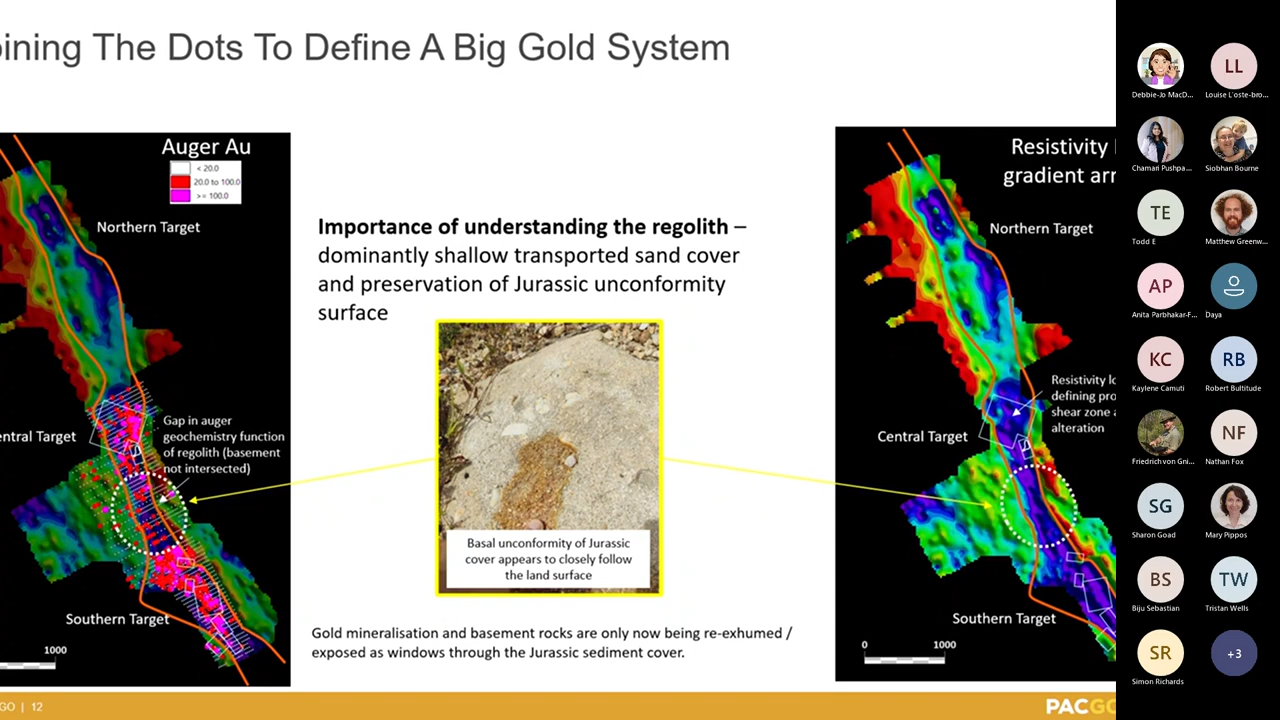 ining The Dots To Define A Big Gold System
Auger Au
< 20.0
20.0 to 100.0
>= 100.0
Northern Target
Gap in auger
geochemistry function
of regolith (basement
not intersected)
entral Target
Southern Target
1000
Importance of understanding the regolith –
dominantly shallow transported sand cover
and preservation of Jurassic unconformity
surface
Basal unconformity of Jurassic
cover appears to closely follow
the land surface
Gold mineralisation and basement rocks are only now being re-exhumed /
exposed as windows through the Jurassic sediment cover.
Resistivity
gradient arr
Northern Target
Resistivity lo
defining pro
shear zone a
alteration
Central Target
Southern Target
0
1000
GO | 12
PACGO
Debbie-Jo MacD...
LL
Louise L'oste-bro...
Chamari Pushpa...
Siobhan Bourne
TE
Todd E
Matthew Greenw...
AP
Anita Parbhakar-F...
Daya
KC
Kaylene Camuti
RB
Robert Bultitude
Friedrich von Gni...
NF
Nathan Fox
SG
Sharon Goad
Mary Pippos
BS
Biju Sebastian
TW
Tristan Wells
SR
Simon Richards
+3